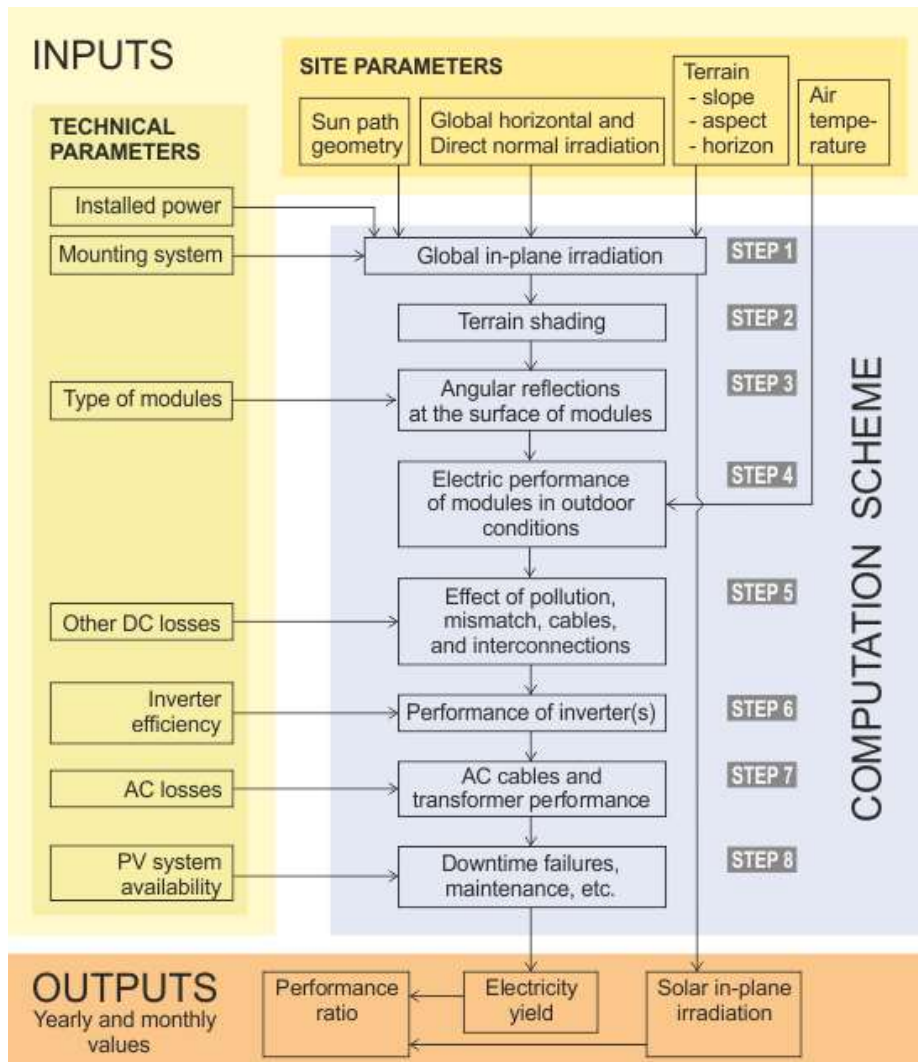 INPUTS
SITE PARAMETERS
Sun path
geometry
Global horizontal and
Direct normal irradiation
Terrain
- slope
- aspect
- horizon
Air
tempe-
rature
TECHNICAL
PARAMETERS
Installed power
Mounting system
Type of modules
Other DC losses
Inverter
efficiency
AC losses
PV system
availability
Global in-plane irradiation
STEP 1
Terrain shading
STEP 2
Angular reflections
at the surface of modules
STEP 3
Electric performance
of modules in outdoor
conditions
STEP 4
Effect of pollution,
mismatch, cables,
and interconnections
STEP 5
Performance of inverter(s)
STEP 6
AC cables and
transformer performance
STEP 7
Downtime failures,
maintenance, etc.
STEP 8
COMPUTATION SCHEME
OUTPUTS
Yearly and monthly
values
Performance
ratio
Electricity
yield
Solar in-plane
irradiation